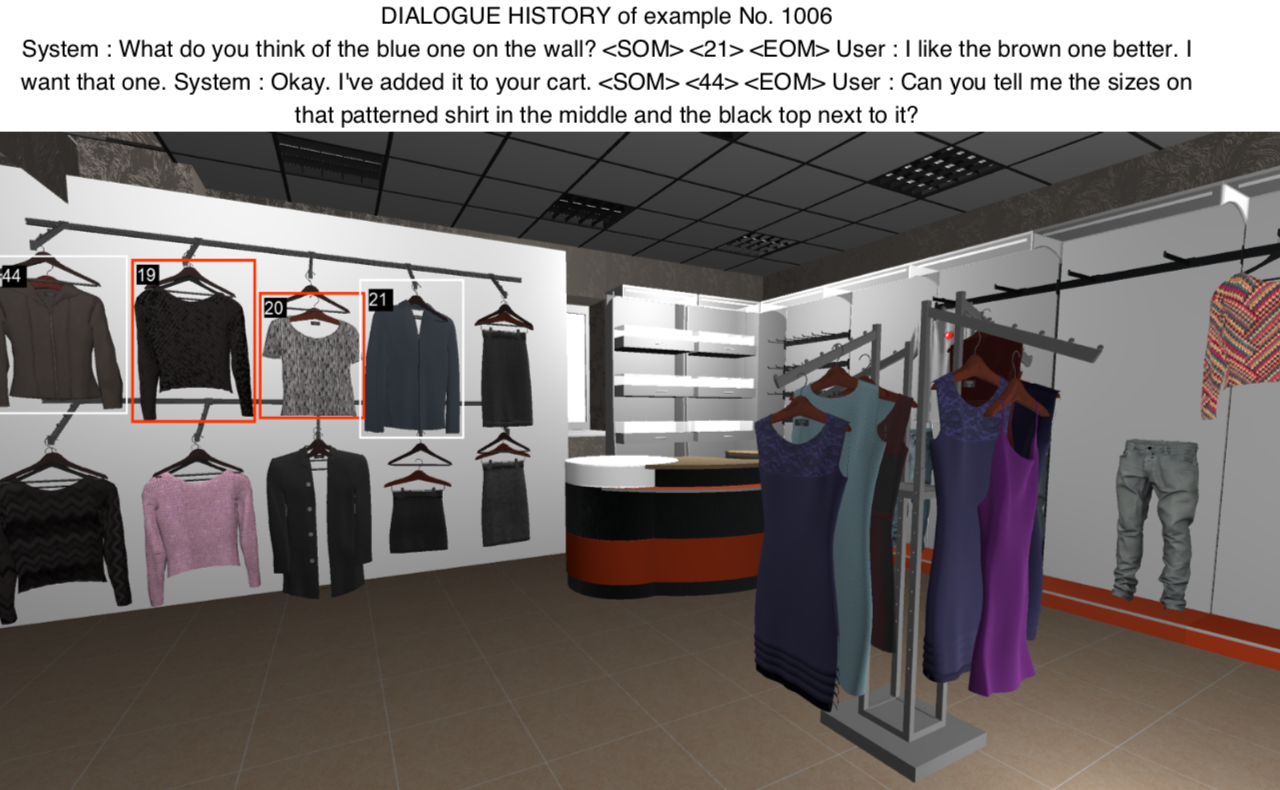 DIALOGUE HISTORY of example No. 1006
System : What do you think of the blue one on the wall? <SOM> <21> <EOM> User : I like the brown one better. I
want that one. System : Okay. I've added it to your cart. <SOM> <44> <EOM> User : Can you tell me the sizes on
that patterned shirt in the middle and the black top next to it?
44
19
20
21